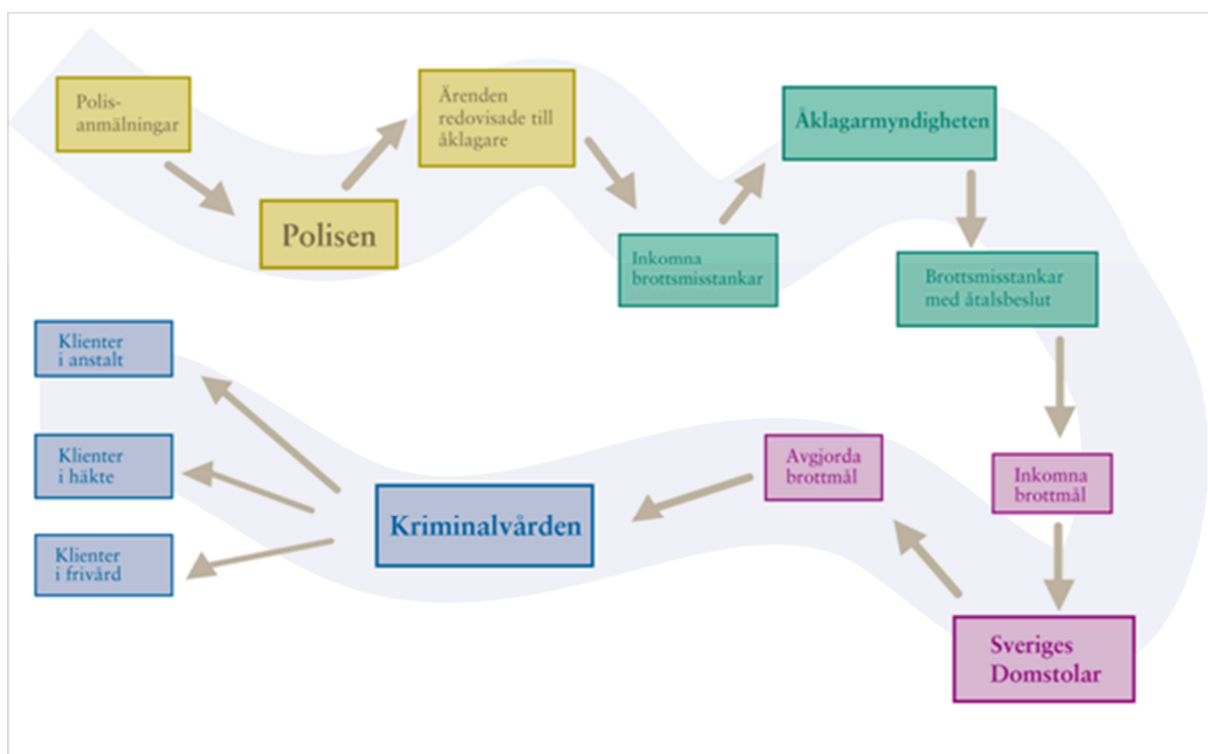 Polis-
anmälningar
Polisen
Ärenden
redovisade till
åklagare
Inkomna
brottsmisstankar
Åklagarmyndigheten
Brottsmisstankar
med åtalsbeslut
Inkomna
brottmål
Sveriges
Domstolar
Avgjorda
brottmål
Kriminalvården
Klienter
i anstalt
Klienter
i häkte
Klienter
i frivård